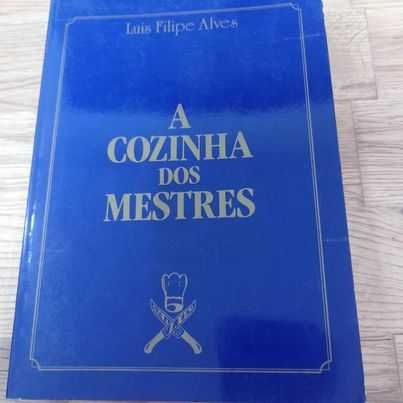 Luis Filipe Alves
A
COZINHA
DOS
MESTRES